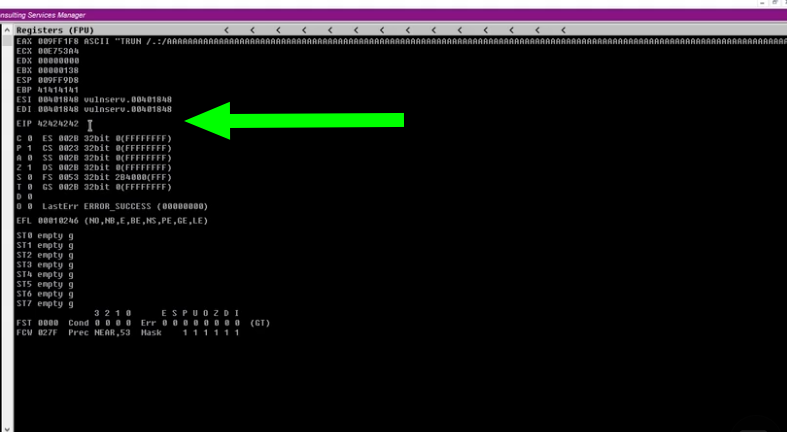 nsulting Services Manager
Registers (FPU) < < < < < < < < < < < < <
EAX 009FF1F8 ASCII "TRUN /.:/AAAAAAAAAAAAAAAAAAAAAAAAAAAAAAAAAAAAAAAAAAAAAAAAAAAAAAAAAAAAAAAAAAAAAAAAAAAAAAAAAAAAAAAAAAAAAAA
ECX 00E753A4
EDX 00000000
EBX 00000138
ESP 009FF9D8
EBP 41414141
ESI 00401848 vulnserv.00401848
EDI 00401848 vulnserv.00401848
EIP 42424242
C 0 ES 002B 32bit 0(FFFFFFFF)
P 1 CS 0023 32bit 0(FFFFFFFF)
A 0 SS 002B 32bit 0(FFFFFFFF)
Z 1 DS 002B 32bit 0(FFFFFFFF)
S 0 FS 0053 32bit 2B4000(FFF)
T 0 GS 002B 32bit 0(FFFFFFFF)
D 0
O 0 LastErr ERROR_SUCCESS (00000000)
EFL 00010246 (NO,NB,E,BE,NS,PE,GE,LE)
ST0 empty g
ST1 empty g
ST2 empty g
ST3 empty g
ST4 empty g
ST5 empty g
ST6 empty g
ST7 empty g
3 2 1 0 E S P U O Z D I
FST 0000 Cond 0 0 0 0 Err 0 0 0 0 0 0 0 0 (GT)
FCW 027F Prec NEAR,53 Mask 1 1 1 1 1 1